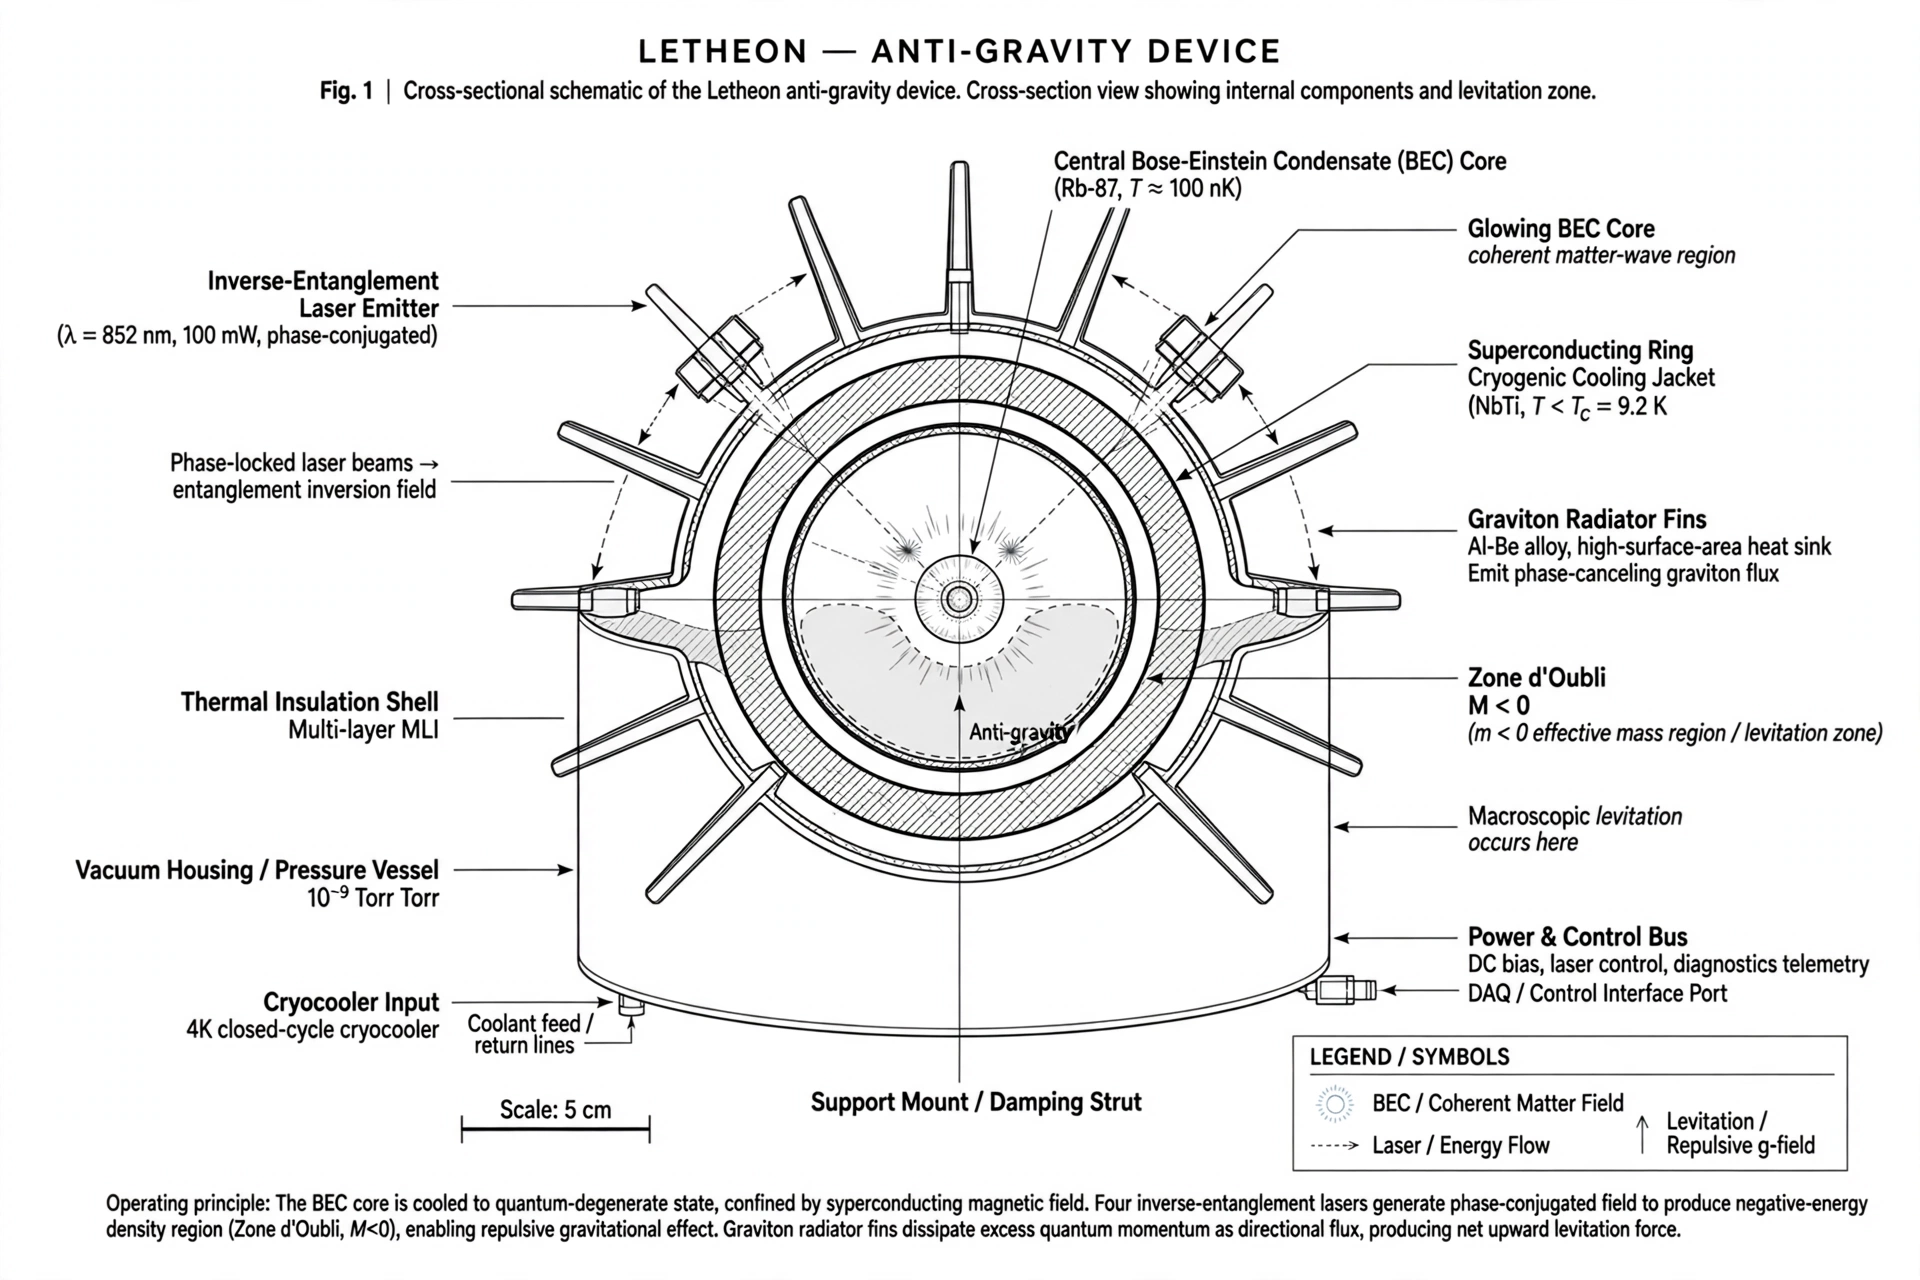 LETHEON — ANTI-GRAVITY DEVICE
Fig. 1 | Cross-sectional schematic of the Letheon anti-gravity device. Cross-section view showing internal components and levitation zone.
Central Bose-Einstein Condensate (BEC) Core
(Rb-87, T ≈ 100 nK)
Glowing BEC Core
coherent matter-wave region
Inverse-Entanglement
Laser Emitter
(λ = 852 nm, 100 mW, phase-conjugated)
Superconducting Ring
Cryogenic Cooling Jacket
(NbTi, T < Tc = 9.2 K
Phase-locked laser beams →
entanglement inversion field
Graviton Radiator Fins
Al-Be alloy, high-surface-area heat sink
Emit phase-canceling graviton flux
Thermal Insulation Shell
Multi-layer MLI
Zone d'Oubli
M < 0
(m < 0 effective mass region / levitation zone)
Anti-gravity
Macroscopic levitation
occurs here
Vacuum Housing / Pressure Vessel
10⁻⁹ Torr Torr
Power & Control Bus
DC bias, laser control, diagnostics telemetry
DAQ / Control Interface Port
Cryocooler Input
4K closed-cycle cryocooler
Coolant feed /
return lines
Support Mount / Damping Strut
Scale: 5 cm
LEGEND / SYMBOLS
BEC / Coherent Matter Field
Laser / Energy Flow
Levitation /
Repulsive g-field
Operating principle: The BEC core is cooled to quantum-degenerate state, confined by syperconducting magnetic field. Four inverse-entanglement lasers generate phase-conjugated field to produce negative-energy
density region (Zone d'Oubli, M<0), enabling repulsive gravitational effect. Graviton radiator fins dissipate excess quantum momentum as directional flux, producing net upward levitation force.